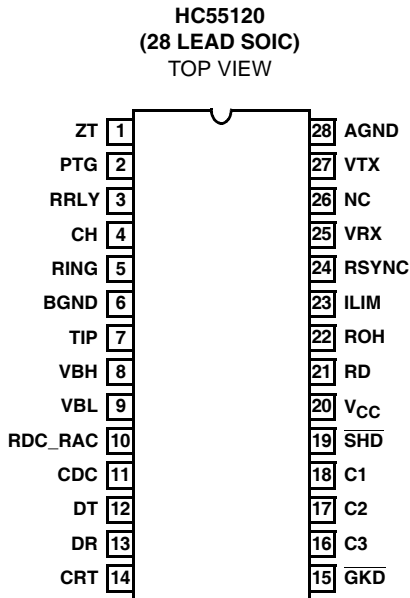 HC55120
(28 LEAD SOIC)
TOP VIEW
ZT 1 28 AGND
PTG 2 27 VTX
RRLY 3 26 NC
CH 4 25 VRX
RING 5 24 RSYNC
BGND 6 23 ILIM
TIP 7 22 ROH
VBH 8 21 RD
VBL 9 20 VCC
RDC_RAC 10 19 SHD
CDC 11 18 C1
DT 12 17 C2
DR 13 16 C3
CRT 14 15 GKD